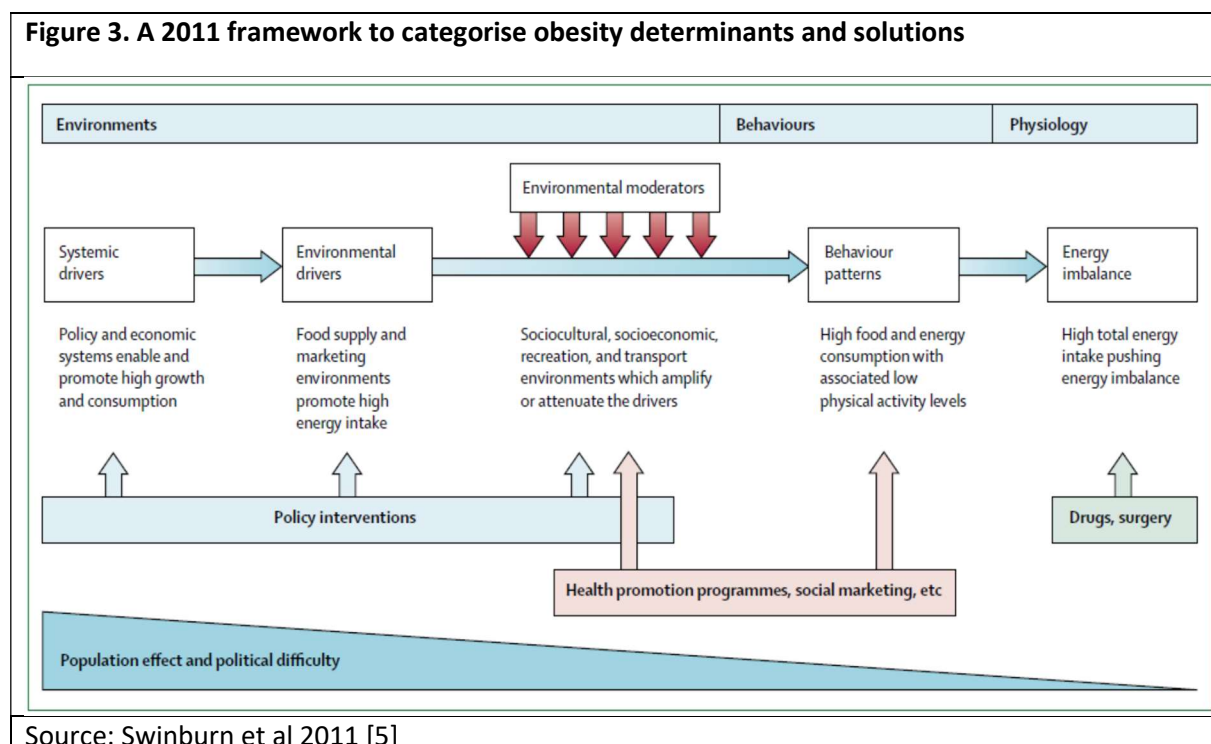 Figure 3. A 2011 framework to categorise obesity determinants and solutions
Environments
Behaviours
Physiology
Environmental moderators
Systemic
drivers
Environmental
drivers
Behaviour
patterns
Energy
imbalance
Policy and economic
systems enable and
promote high growth
and consumption
Food supply and
marketing
environments
promote high
energy intake
Sociocultural, socioeconomic,
recreation, and transport
environments which amplify
or attenuate the drivers
High food and energy
consumption with
associated low
physical activity levels
High total energy
intake pushing
energy imbalance
Policy interventions
Drugs, surgery
Health promotion programmes, social marketing, etc
Population effect and political difficulty
Source: Swinburn et al 2011 [5]